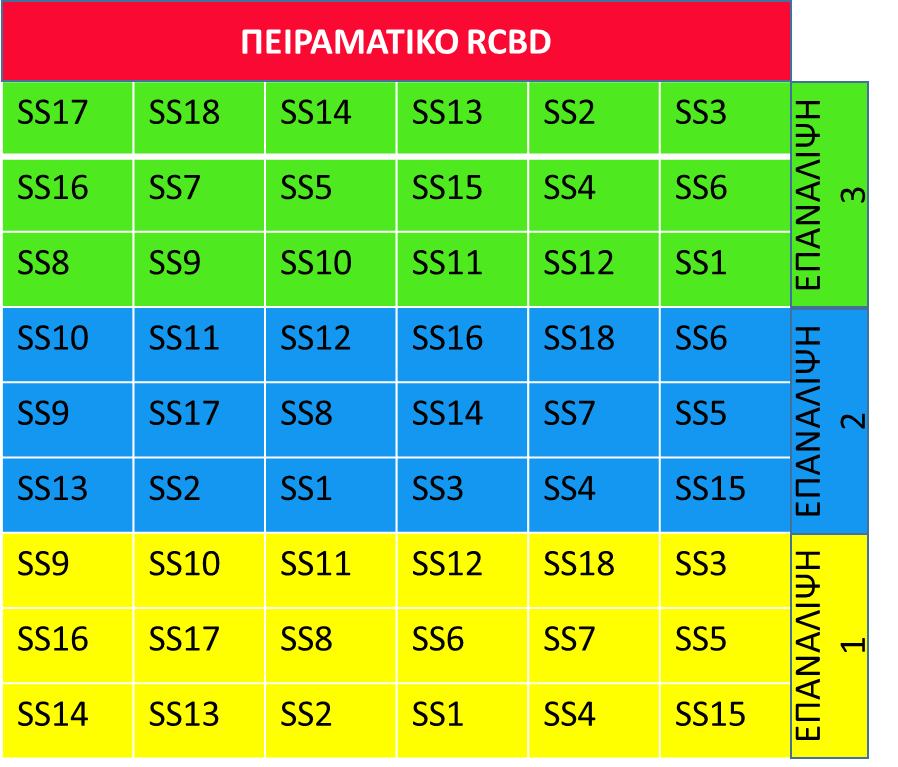 ΠΕΙΡΑΜΑΤΙΚΟ RCBD
SS17 SS18 SS14 SS13 SS2 SS3
SS16 SS7 SS5 SS15 SS4 SS6
SS8 SS9 SS10 SS11 SS12 SS1
ΕΠΑΝΑΛΙΨΗ
3
SS10 SS11 SS12 SS16 SS18 SS6
SS9 SS17 SS8 SS14 SS7 SS5
SS13 SS2 SS1 SS3 SS4 SS15
ΕΠΑΝΑΛΙΨΗ
2
SS9 SS10 SS11 SS12 SS18 SS3
SS16 SS17 SS8 SS6 SS7 SS5
SS14 SS13 SS2 SS1 SS4 SS15
ΕΠΑΝΑΛΙΨΗ
1